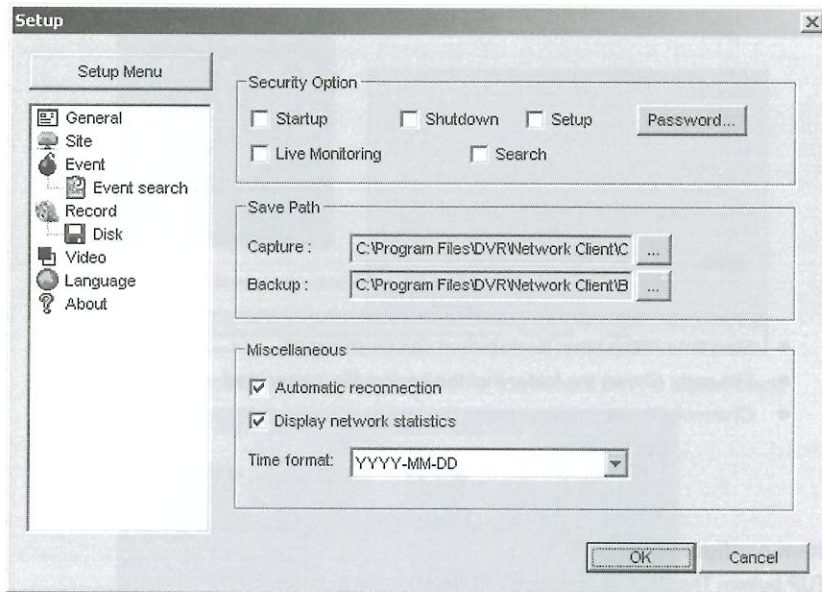 Setup
Setup Menu
General
Site
Event
Event search
Record
Disk
Video
Language
About
Security Option
Startup
Shutdown
Setup
Password...
Live Monitoring
Search
Save Path
Capture :
C:\Program Files\DVR\Network Client\C
...
Backup :
C:\Program Files\DVR\Network Client\B
...
Miscellaneous
Automatic reconnection
Display network statistics
Time format:
YYYY-MM-DD
OK
Cancel